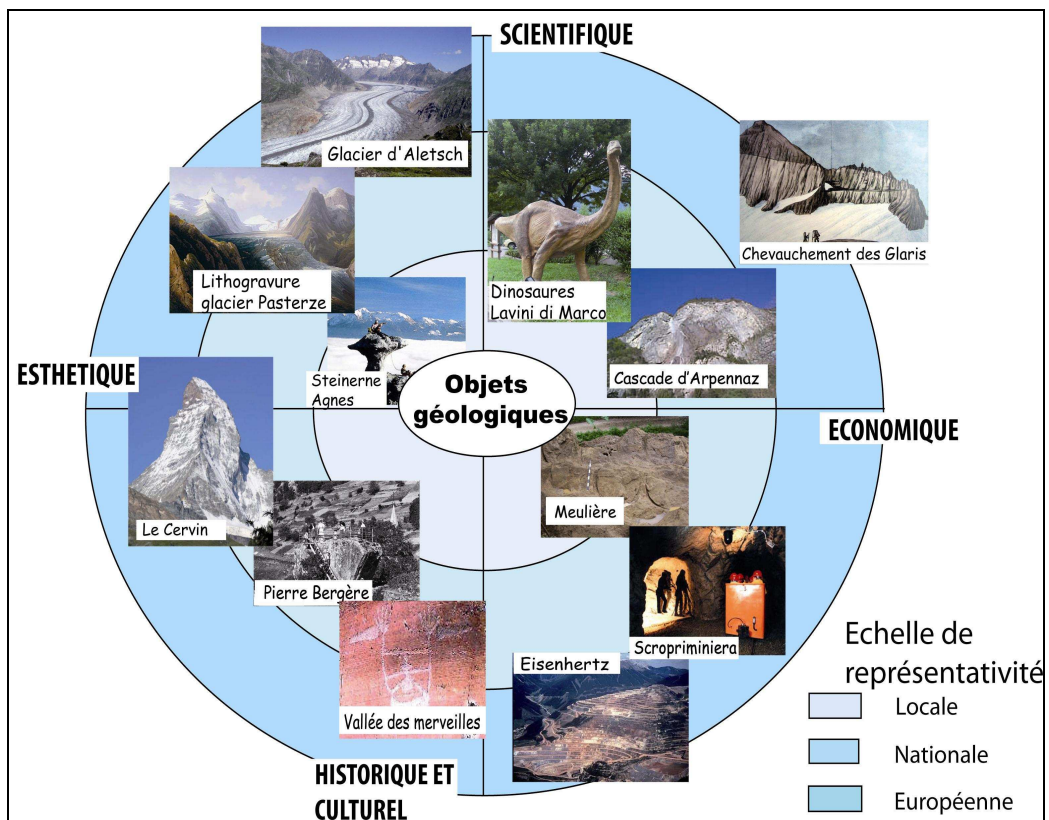 SCIENTIFIQUE
Glacier d'Aletsch
Chevauchement des Glaris
Lithogravure
glacier Pasterze
Dinosaures
Lavini di Marco
ESTHETIQUE
Steinerne
Agnes
Objets
géologiques
Cascade d'Arpennaz
ECONOMIQUE
Meulière
Le Cervin
Pierre Bergère
Scropriminiera
Eisenhertz
Vallée des merveilles
HISTORIQUE ET
CULTUREL
Echelle de
représentativité
Locale
Nationale
Européenne